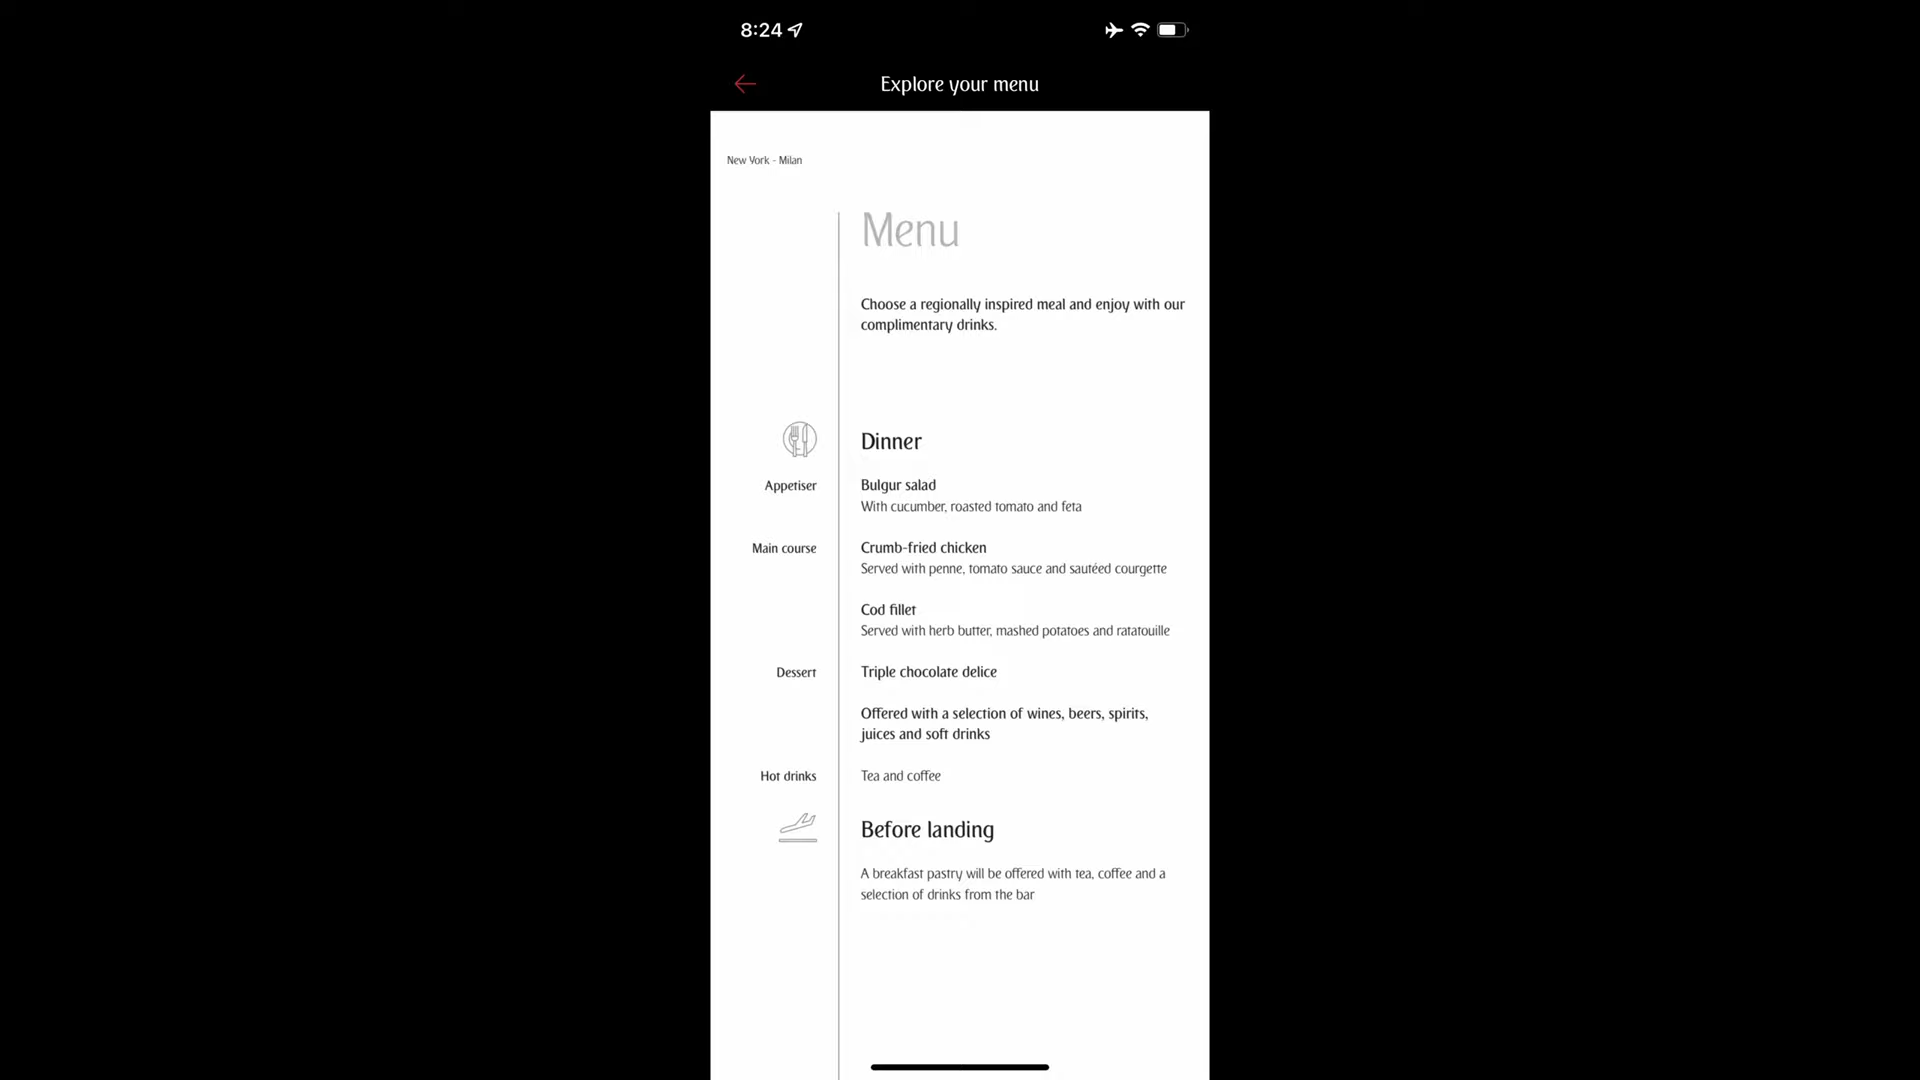 8:24
Explore your menu
New York - Milan
Menu
Choose a regionally inspired meal and enjoy with our
complimentary drinks.
Dinner
Appetiser
Bulgur salad
With cucumber, roasted tomato and feta
Main course
Crumb-fried chicken
Served with penne, tomato sauce and sautéed courgette
Cod fillet
Served with herb butter, mashed potatoes and ratatouille
Dessert
Triple chocolate delice
Offered with a selection of wines, beers, spirits,
juices and soft drinks
Hot drinks
Tea and coffee
Before landing
A breakfast pastry will be offered with tea, coffee and a
selection of drinks from the bar